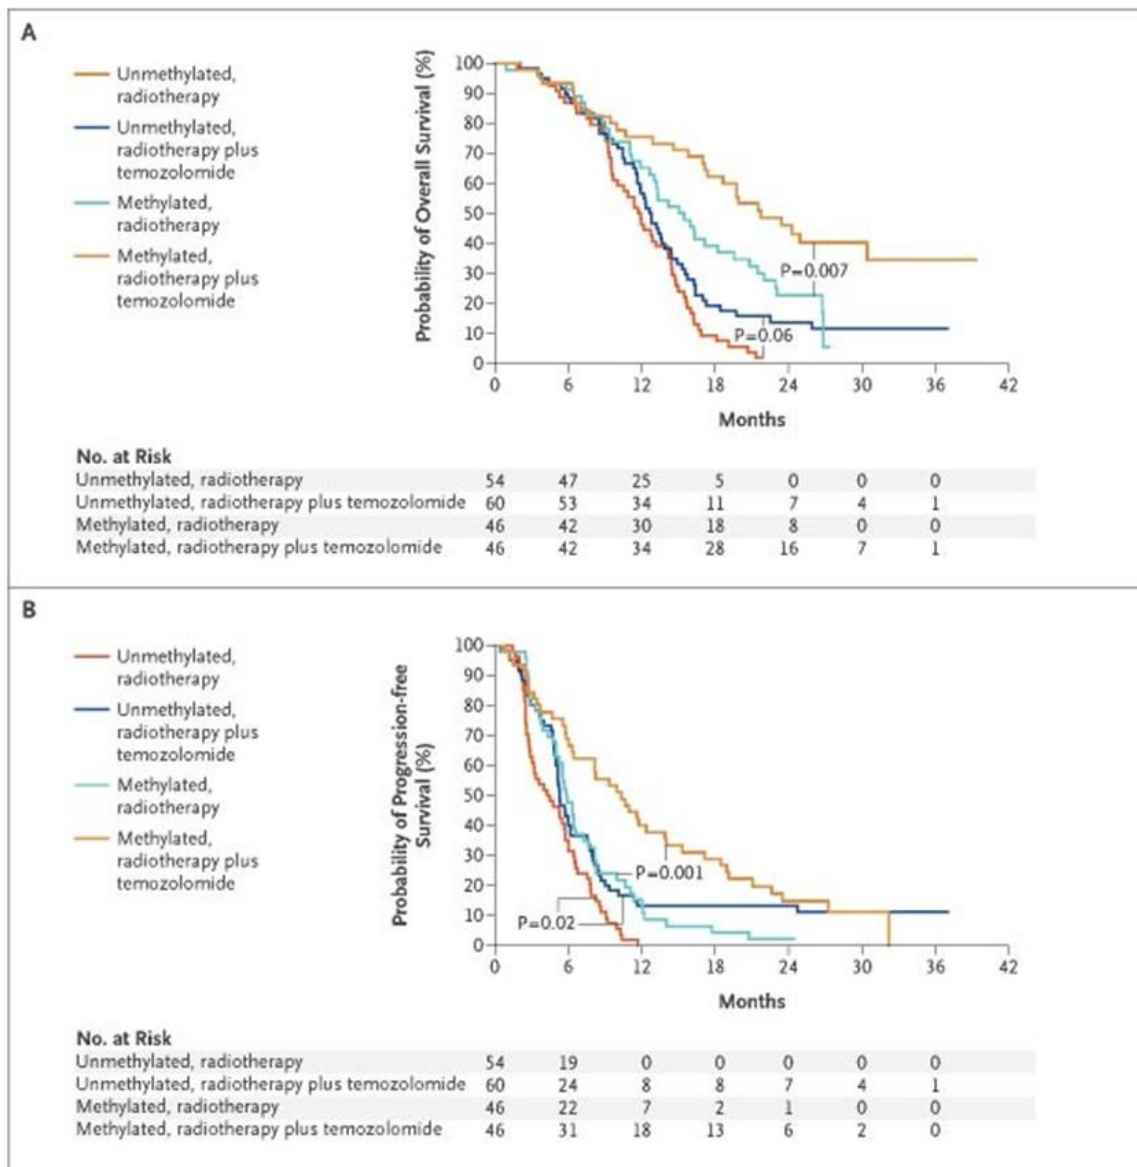 A
Unmethylated,
radiotherapy
Unmethylated,
radiotherapy plus
temozolomide
Methylated,
radiotherapy
Methylated,
radiotherapy plus
temozolomide
Probability of Overall Survival (%)
100
90
80
70
60
50
40
30
20
10
0
P=0.007
P=0.06
0 6 12 18 24 30 36 42
Months
No. at Risk
Unmethylated, radiotherapy 54 47 25 5 0 0 0
Unmethylated, radiotherapy plus temozolomide 60 53 34 11 7 4 1
Methylated, radiotherapy 46 42 30 18 8 0 0
Methylated, radiotherapy plus temozolomide 46 42 34 28 16 7 1
B
Unmethylated,
radiotherapy
Unmethylated,
radiotherapy plus
temozolomide
Methylated,
radiotherapy
Methylated,
radiotherapy plus
temozolomide
Probability of Progression-free
Survival (%)
100
90
80
70
60
50
40
30
20
10
0
P=0.001
P=0.02
0 6 12 18 24 30 36 42
Months
No. at Risk
Unmethylated, radiotherapy 54 19 0 0 0 0 0
Unmethylated, radiotherapy plus temozolomide 60 24 8 8 7 4 1
Methylated, radiotherapy 46 22 7 2 1 0 0
Methylated, radiotherapy plus temozolomide 46 31 18 13 6 2 0